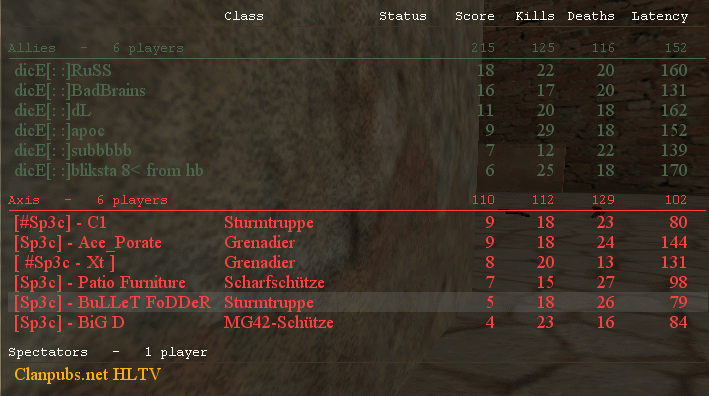 Class Status Score Kills Deaths Latency
Allies - 6 players 215 125 116 152
dicE[: :]RuSS 18 22 20 160
dicE[: :]BadBrains 16 17 20 131
dicE[: :]dL 11 20 18 162
dicE[: :]apoc 9 29 18 152
dicE[: :]subbbbb 7 12 22 139
dicE[: :]bliksta 8< from hb 6 25 18 170
Axis - 6 players 110 112 129 102
[#Sp3c] - C1 Sturmtruppe 9 18 23 80
[Sp3c] - Ace_Porate Grenadier 9 18 24 144
[ #Sp3c - Xt ] Grenadier 8 20 13 131
[Sp3c] - Patio Furniture Scharfschütze 7 15 27 98
[Sp3c] - BuLLeT FoDDeR Sturmtruppe 5 18 26 79
[Sp3c] - BiG D MG42-Schütze 4 23 16 84
Spectators - 1 player
Clanpubs.net HLTV